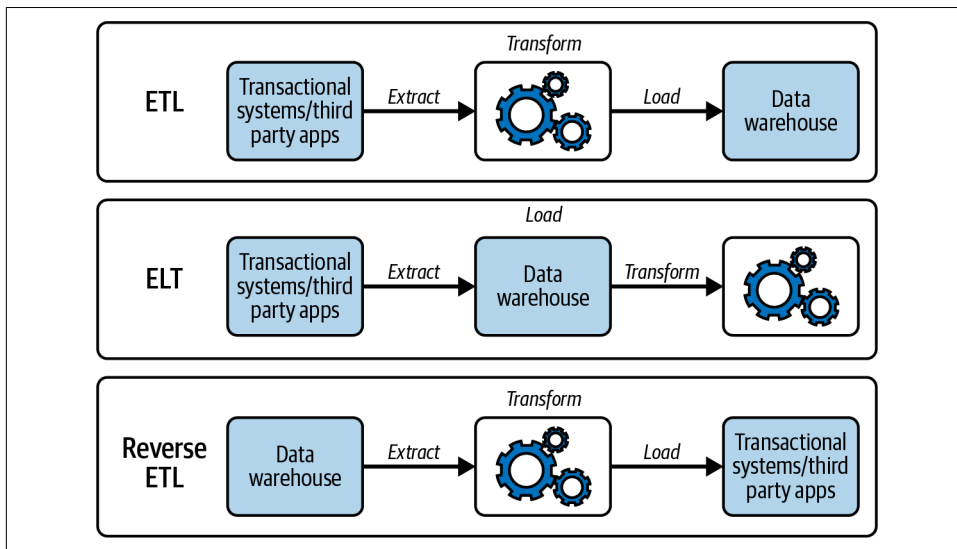 Transform
ETL
Transactional
systems/third
party apps
Extract
Load
Data
warehouse
Load
ELT
Transactional
systems/third
party apps
Extract
Data
warehouse
Transform
Transform
Reverse
ETL
Data
warehouse
Extract
Load
Transactional
systems/third
party apps